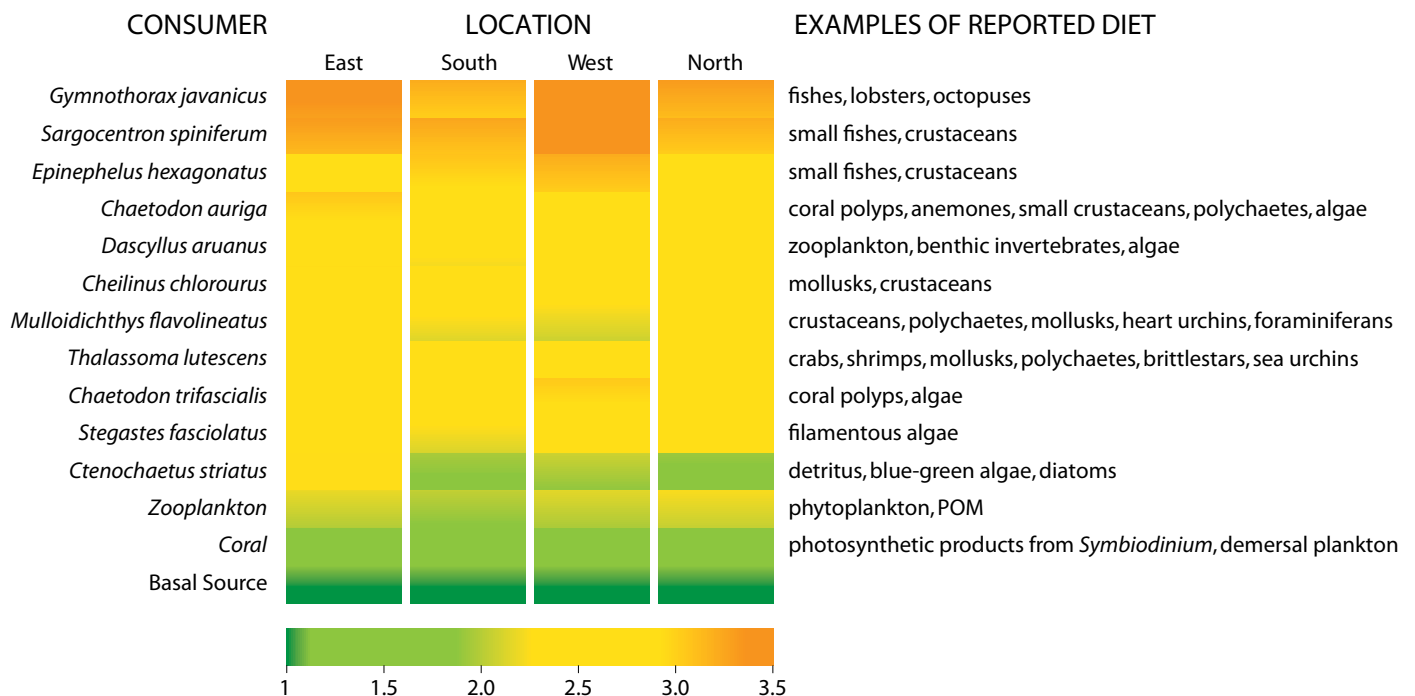 CONSUMER LOCATION EXAMPLES OF REPORTED DIET
East South West North
Gymnothorax javanicus fishes, lobsters, octopuses
Sargocentron spiniferum small fishes, crustaceans
Epinephelus hexagonatus small fishes, crustaceans
Chaetodon auriga coral polyps, anemones, small crustaceans, polychaetes, algae
Dascyllus aruanus zooplankton, benthic invertebrates, algae
Cheilinus chlorourus mollusks, crustaceans
Mulloidichthys flavolineatus crustaceans, polychaetes, mollusks, heart urchins, foraminiferans
Thalassoma lutescens crabs, shrimps, mollusks, polychaetes, brittlestars, sea urchins
Chaetodon trifascialis coral polyps, algae
Stegastes fasciolatus filamentous algae
Ctenochaetus striatus detritus, blue-green algae, diatoms
Zooplankton phytoplankton, POM
Coral photosynthetic products from Symbiodinium, demersal plankton
Basal Source
1 1.5 2.0 2.5 3.0 3.5